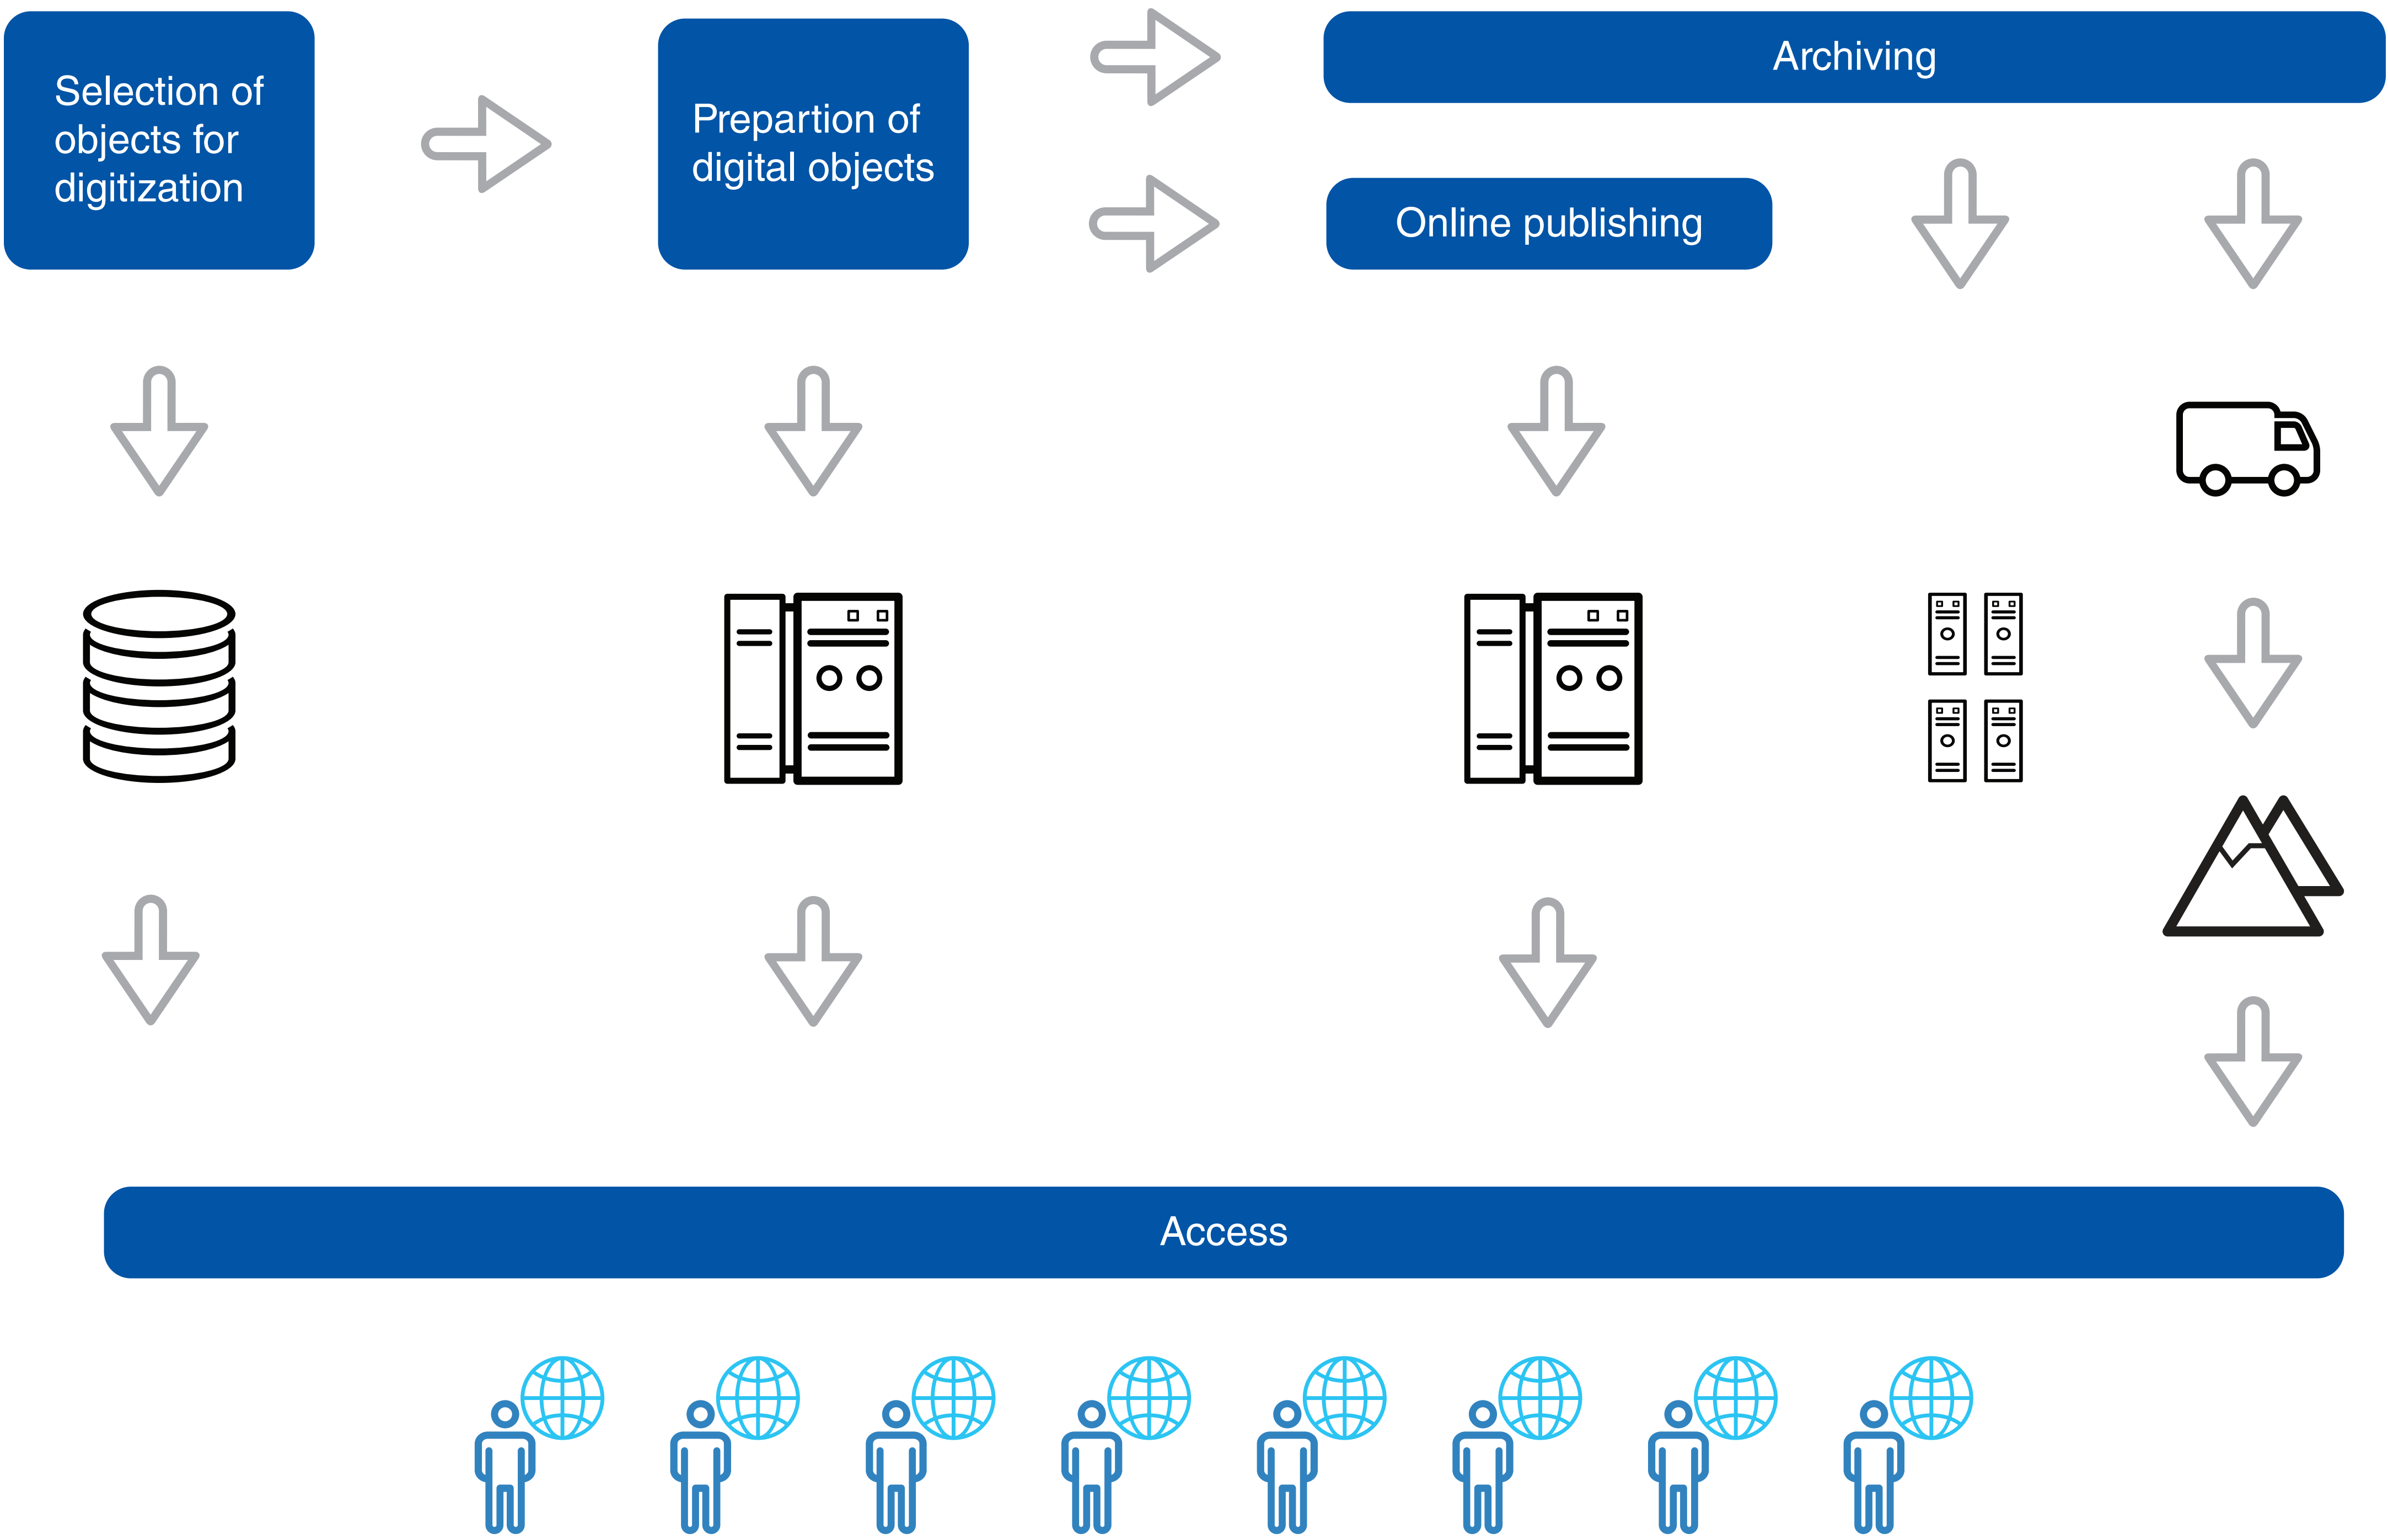 Selection of
objects for
digitization
Prepartion of
digital objects
Archiving
Online publishing
Access